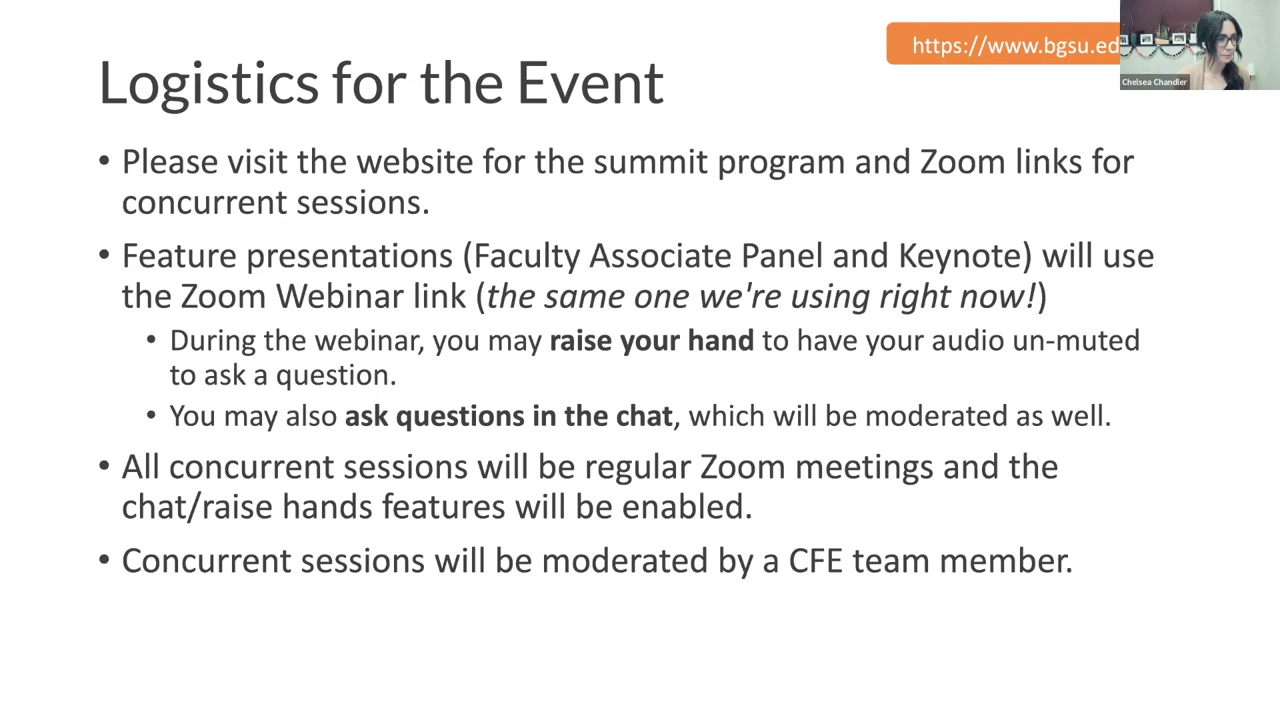 https://www.bgsu.ed
Chelsea Chandler
Logistics for the Event
• Please visit the website for the summit program and Zoom links for
concurrent sessions.
• Feature presentations (Faculty Associate Panel and Keynote) will use
the Zoom Webinar link (the same one we're using right now!)
• During the webinar, you may raise your hand to have your audio un-muted
to ask a question.
• You may also ask questions in the chat, which will be moderated as well.
• All concurrent sessions will be regular Zoom meetings and the
chat/raise hands features will be enabled.
• Concurrent sessions will be moderated by a CFE team member.